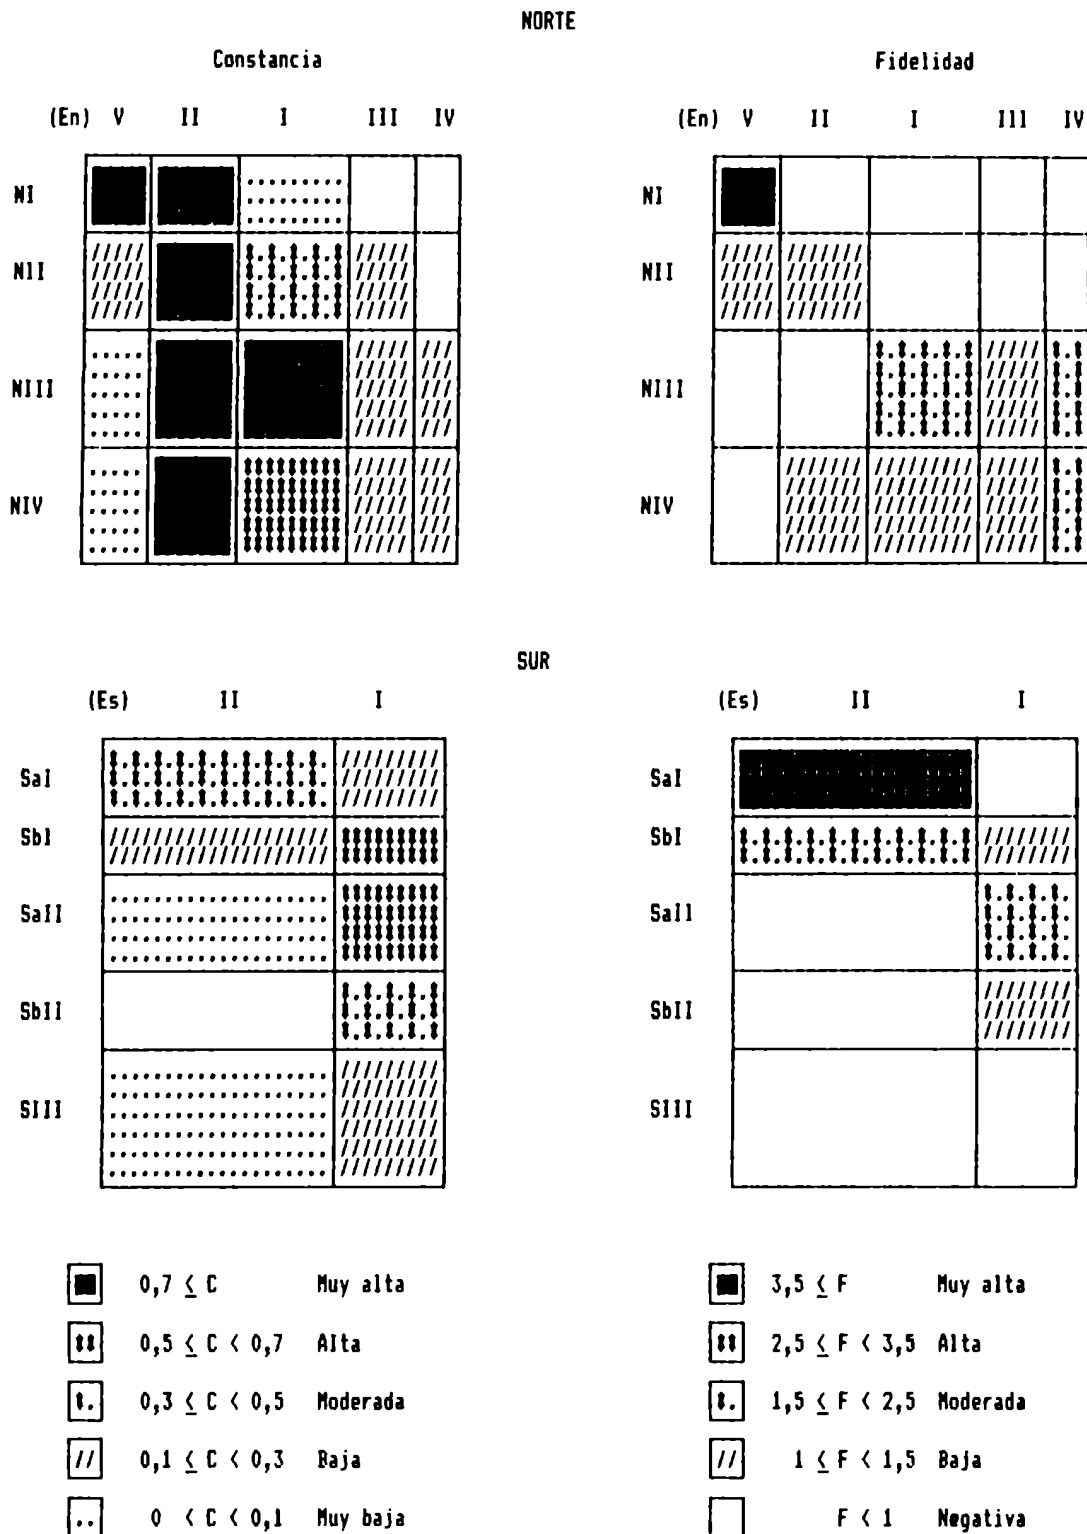 NORTE
Constancia Fidelidad
(En) V II I III IV (En) V II I III IV
NI NI
NII NII
NIII NIII
NIV NIV
SUR
(Es) II I (Es) II I
SaI SaI
SbI SbI
SaII SaII
SbII SbII
SIII SIII
0,7 ≤ C Muy alta 3,5 ≤ F Muy alta
0,5 ≤ C < 0,7 Alta 2,5 ≤ F < 3,5 Alta
0,3 ≤ C < 0,5 Moderada 1,5 ≤ F < 2,5 Moderada
0,1 ≤ C < 0,3 Baja 1 ≤ F < 1,5 Baja
0 < C < 0,1 Muy baja F < 1 Negativa